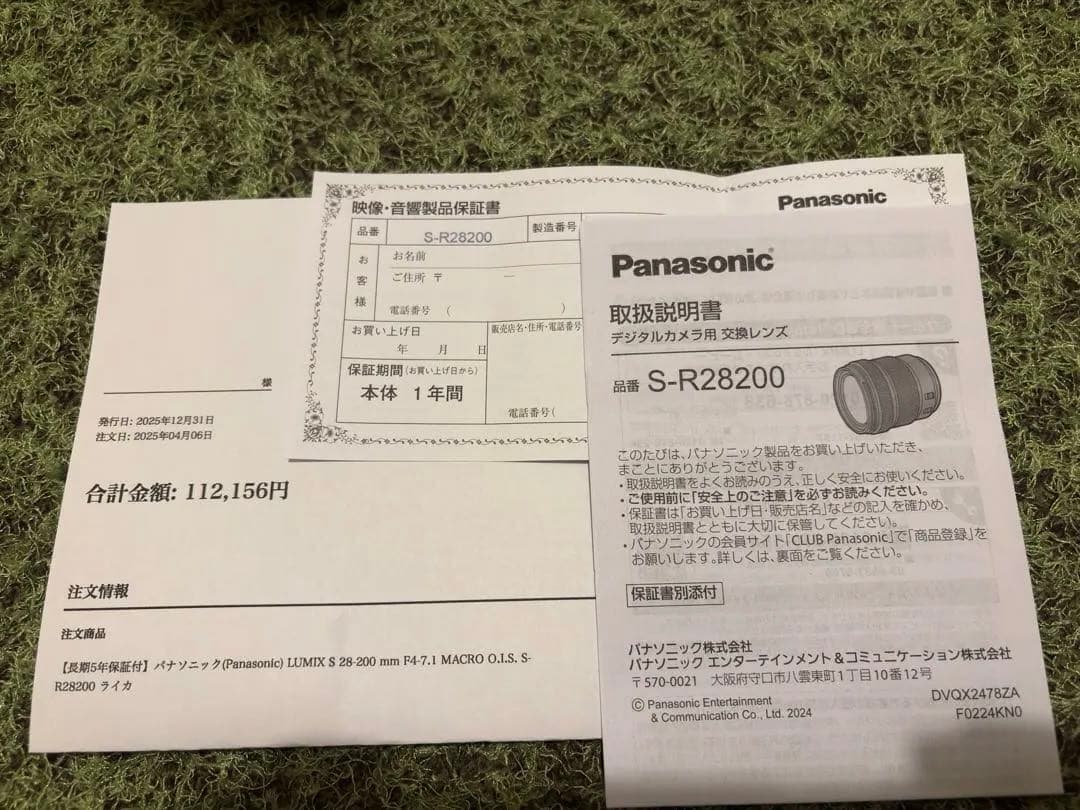 映像・音響製品保証書
Panasonic
品番
S-R28200
製造番号
お客様
お名前
ご住所 〒 ー
電話番号 ( )
お買い上げ日
年 月 日
販売店名・住所・電話番号
保証期間(お買い上げ日から)
本体 1年間
電話番号(
様
発行日: 2025年12月31日
注文日: 2025年04月06日
合計金額: 112,156円
注文情報
注文商品
【長期5年保証付】パナソニック(Panasonic) LUMIX S 28-200 mm F4-7.1 MACRO O.I.S. S-
R28200 ライカ
Panasonic
取扱説明書
デジタルカメラ用 交換レンズ
品番 S-R28200
このたびは、パナソニック製品をお買い上げいただき、
まことにありがとうございます。
・取扱説明書をよくお読みのうえ、正しく安全にお使いください。
・ご使用前に「安全上のご注意」を必ずお読みください。
・保証書は「お買い上げ日・販売店名」などの記入を確かめ、
取扱説明書とともに大切に保管してください。
・パナソニックの会員サイト「CLUB Panasonic」で「商品登録」を
お願いします。詳しくは、裏面をご覧ください。
保証書別添付
パナソニック株式会社
パナソニック エンターテインメント&コミュニケーション株式会社
〒570-0021 大阪府守口市八雲東町1丁目10番12号
© Panasonic Entertainment
& Communication Co., Ltd. 2024
DVQX2478ZA
F0224KN0